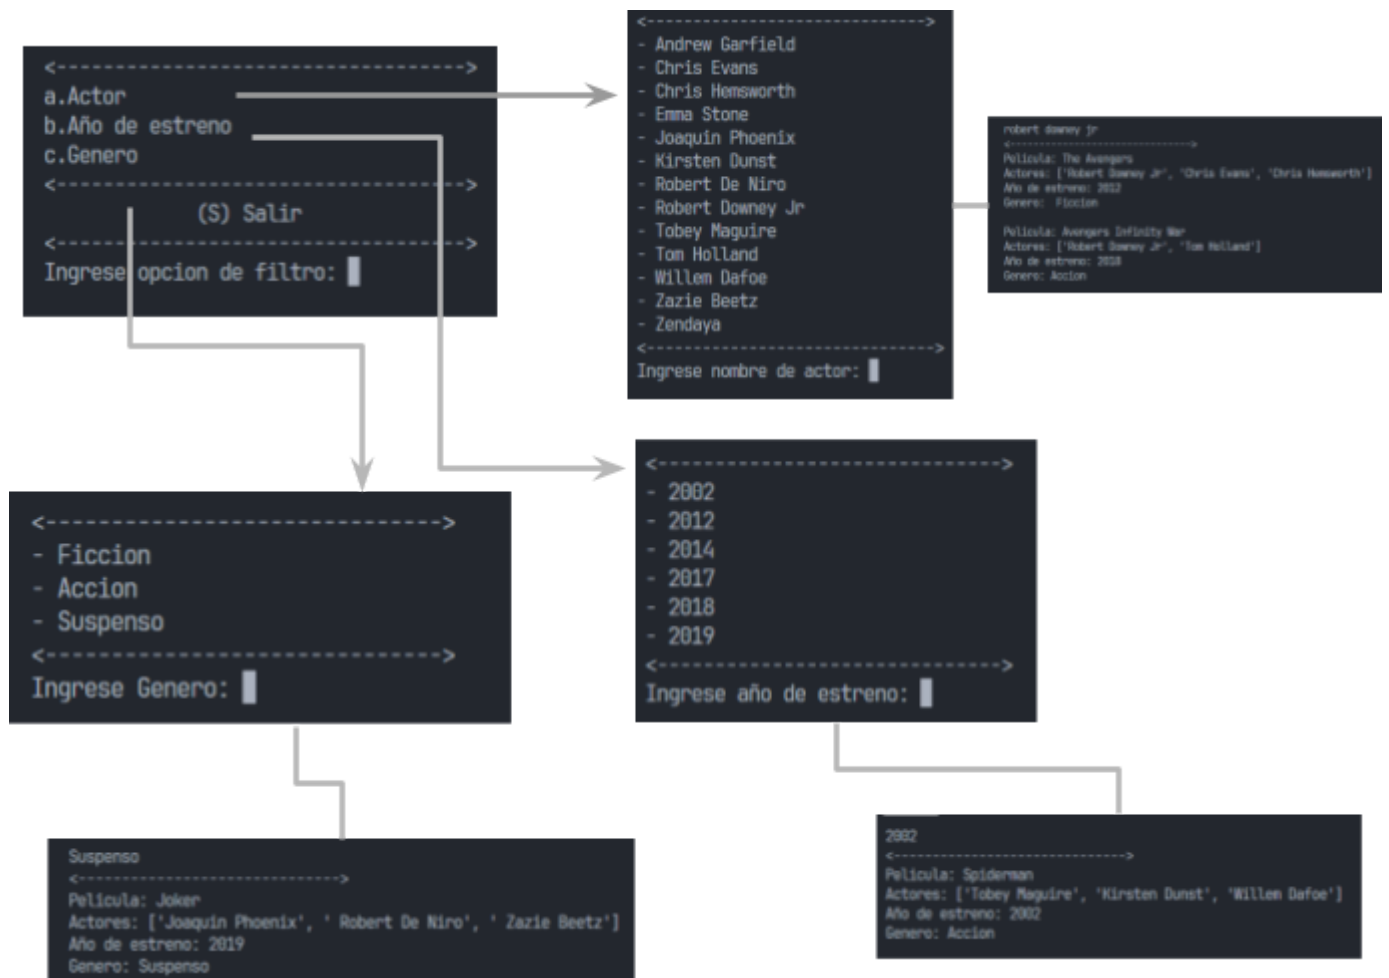 <----------------------------------->
a.Actor
b.Año de estreno
c.Genero
<-----------------------------------
(S) Salir
<-----------------------------------
Ingrese opcion de filtro:
<----------------------------->
- Andrew Garfield
- Chris Evans
- Chris Hemsworth
- Emma Stone
- Joaquin Phoenix
- Kirsten Dunst
- Robert De Niro
- Robert Downey Jr
- Tobey Maguire
- Tom Holland
- Willem Dafoe
- Zazie Beetz
- Zendaya
<------------------------------>
Ingrese nombre de actor:
robert downey jr
<------------------------------>
Pelicula: The Avengers
Actores: ['Robert Downey Jr', 'Chris Evans', 'Chris Hemsworth']
Año de estreno: 2012
Genero:  Ficcion
Pelicula: Avengers Infinity War
Actores: ['Robert Downey Jr', 'Tom Holland']
Año de estreno: 2018
Genero: Accion
<------------------------------>
- Ficcion
- Accion
- Suspenso
<------------------------------>
Ingrese Genero:
<------------------------------>
- 2002
- 2012
- 2014
- 2017
- 2018
- 2019
<------------------------------>
Ingrese año de estreno:
Suspenso
<------------------------------>
Pelicula: Joker
Actores: ['Joaquin Phoenix', ' Robert De Niro', ' Zazie Beetz']
Año de estreno: 2019
Genero: Suspenso
2002
<------------------------------>
Pelicula: Spiderman
Actores: ['Tobey Maguire', 'Kirsten Dunst', 'Willem Dafoe']
Año de estreno: 2002
Genero: Accion